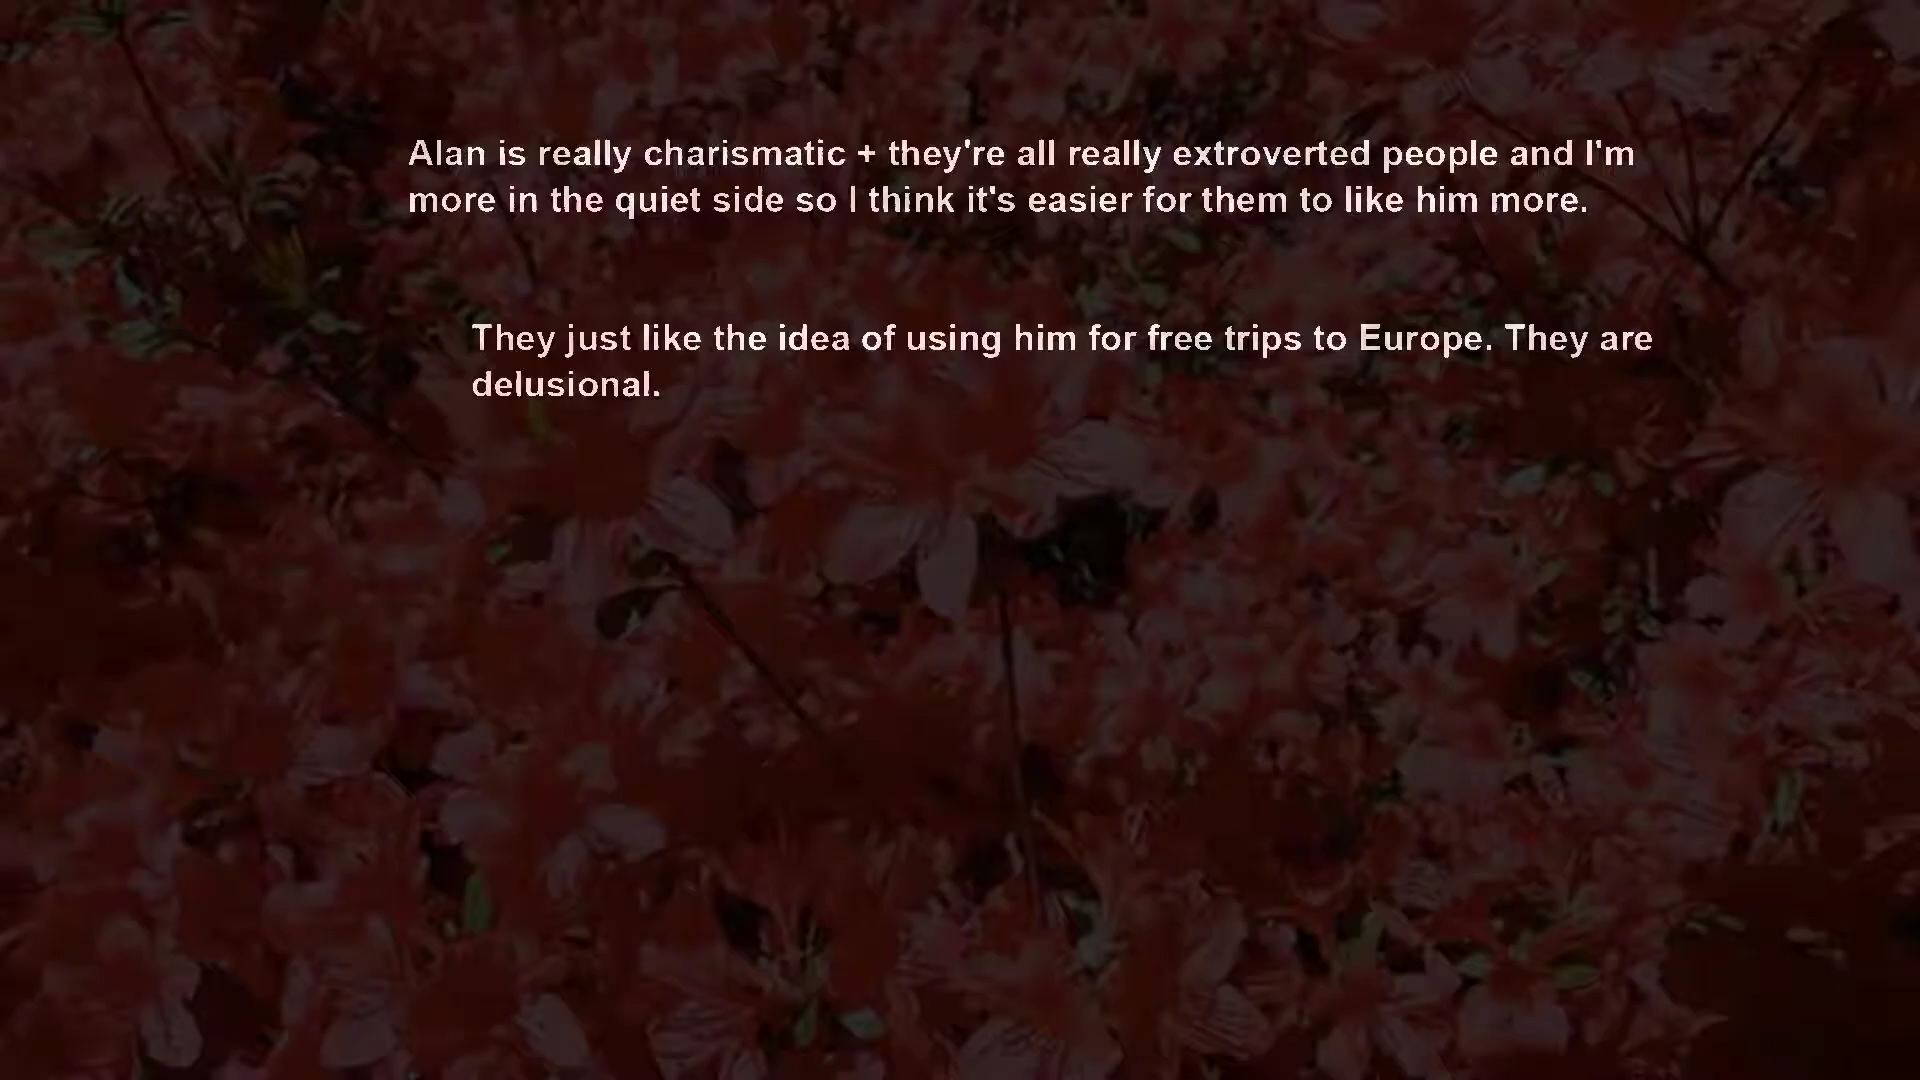 Alan is really charismatic + they're all really extroverted people and I'm
more in the quiet side so I think it's easier for them to like him more.
They just like the idea of using him for free trips to Europe. They are
delusional.